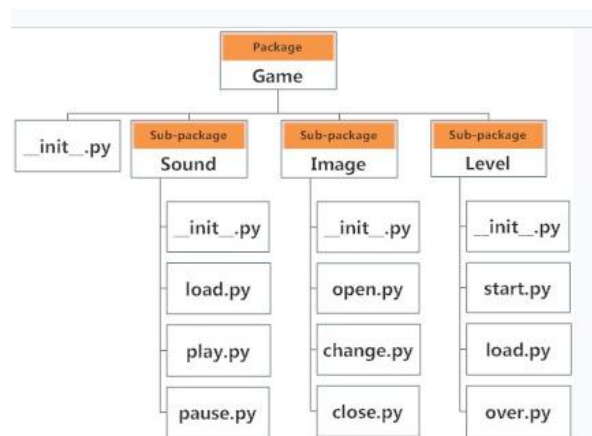 Package
Game
__init__.py
Sub-package
Sound
Sub-package
Image
Sub-package
Level
__init__.py
load.py
play.py
pause.py
__init__.py
open.py
change.py
close.py
__init__.py
start.py
load.py
over.py